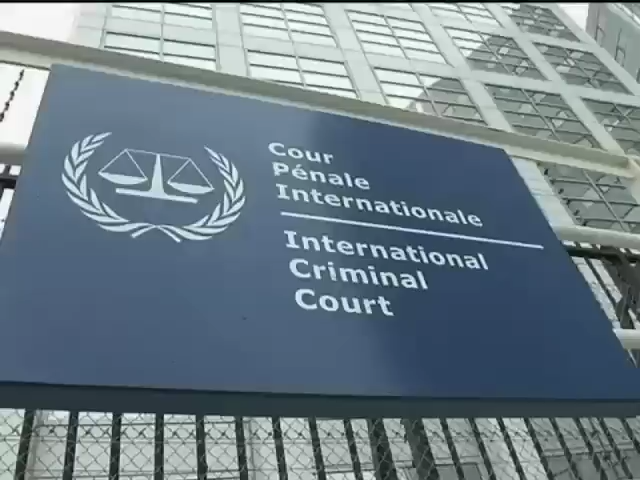 Cour
Pénale
Internationale
International
Criminal
Court